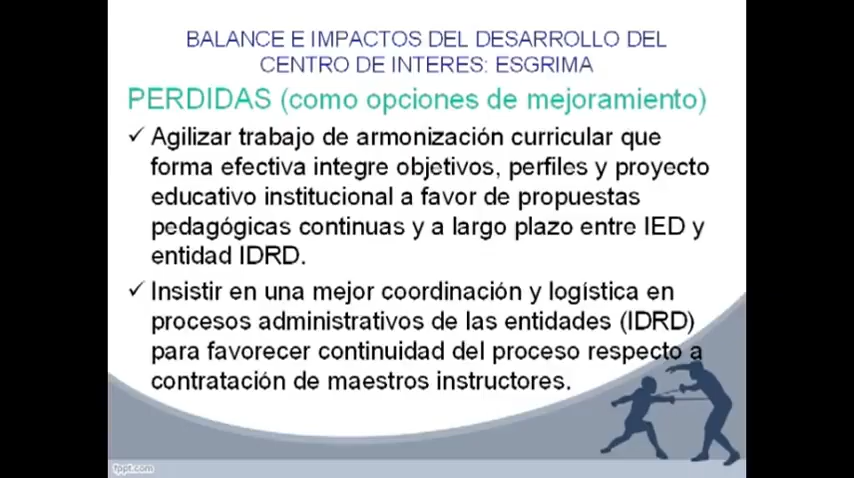 BALANCE E IMPACTOS DEL DESARROLLO DEL
CENTRO DE INTERES: ESGRIMA
PERDIDAS (como opciones de mejoramiento)
✓ Agilizar trabajo de armonización curricular que
forma efectiva integre objetivos, perfiles y proyecto
educativo institucional a favor de propuestas
pedagógicas continuas y a largo plazo entre IED y
entidad IDRD.
✓ Insistir en una mejor coordinación y logística en
procesos administrativos de las entidades (IDRD)
para favorecer continuidad del proceso respecto a
contratación de maestros instructores.
fppt.com